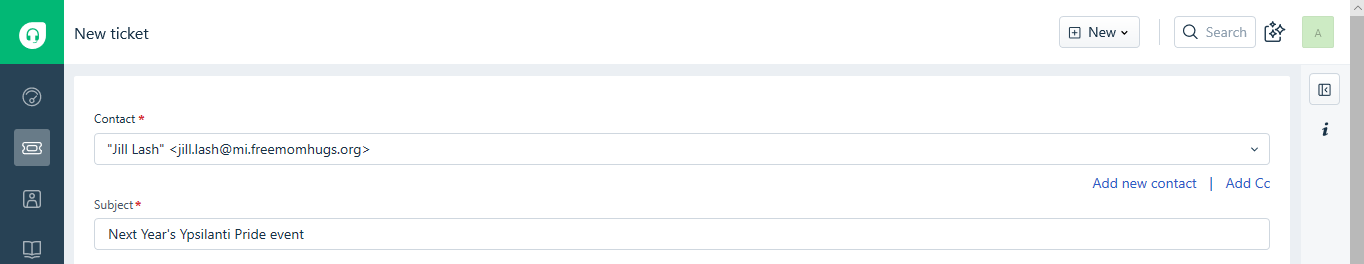 New ticket
New
Search
A
Contact *
"Jill Lash" <jill.lash@mi.freemomhugs.org>
Add new contact | Add Cc
Subject *
Next Year's Ypsilanti Pride event